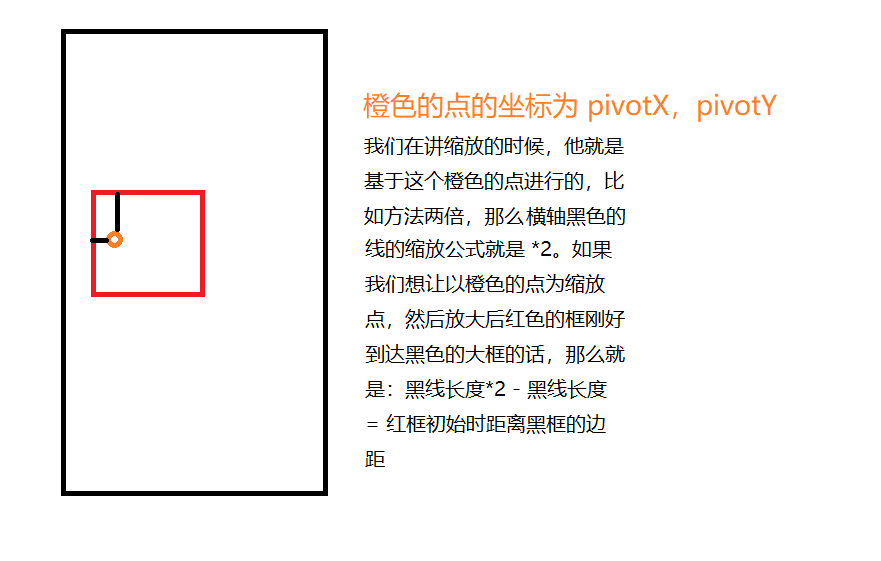 橙色的点的坐标为 pivotX，pivotY
我们在讲缩放的时候，他就是
基于这个橙色的点进行的，比
如方法两倍，那么横轴黑色的
线的缩放公式就是 *2。如果
我们想让以橙色的点为缩放
点，然后放大后红色的框刚好
到达黑色的大框的话，那么就
是：黑线长度*2 - 黑线长度
= 红框初始时距离黑框的边
距